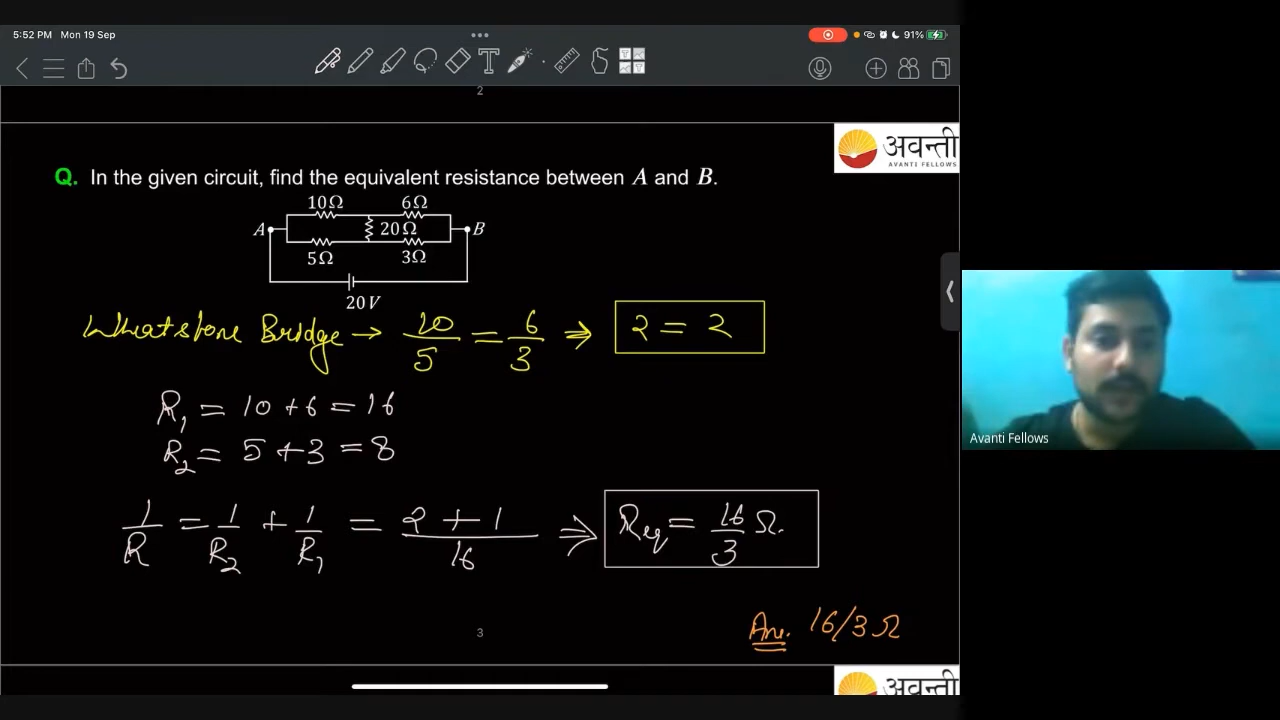 5:52 PM Mon 19 Sep
91%
T
2
अवन्ती
AVANTI FELLOWS
Q. In the given circuit, find the equivalent resistance between A and B.
10Ω 6Ω
A 20Ω B
5Ω 3Ω
20V
Wheatstone Bridge → 10/5 = 6/3 ⇒ 2 = 2
R₁ = 10 + 6 = 16
R₂ = 5 + 3 = 8
1/R = 1/R₂ + 1/R₁ = (2 + 1)/16 ⇒ Req = 16/3 Ω.
3
Ans. 16/3 Ω
अवन्ती
Avanti Fellows